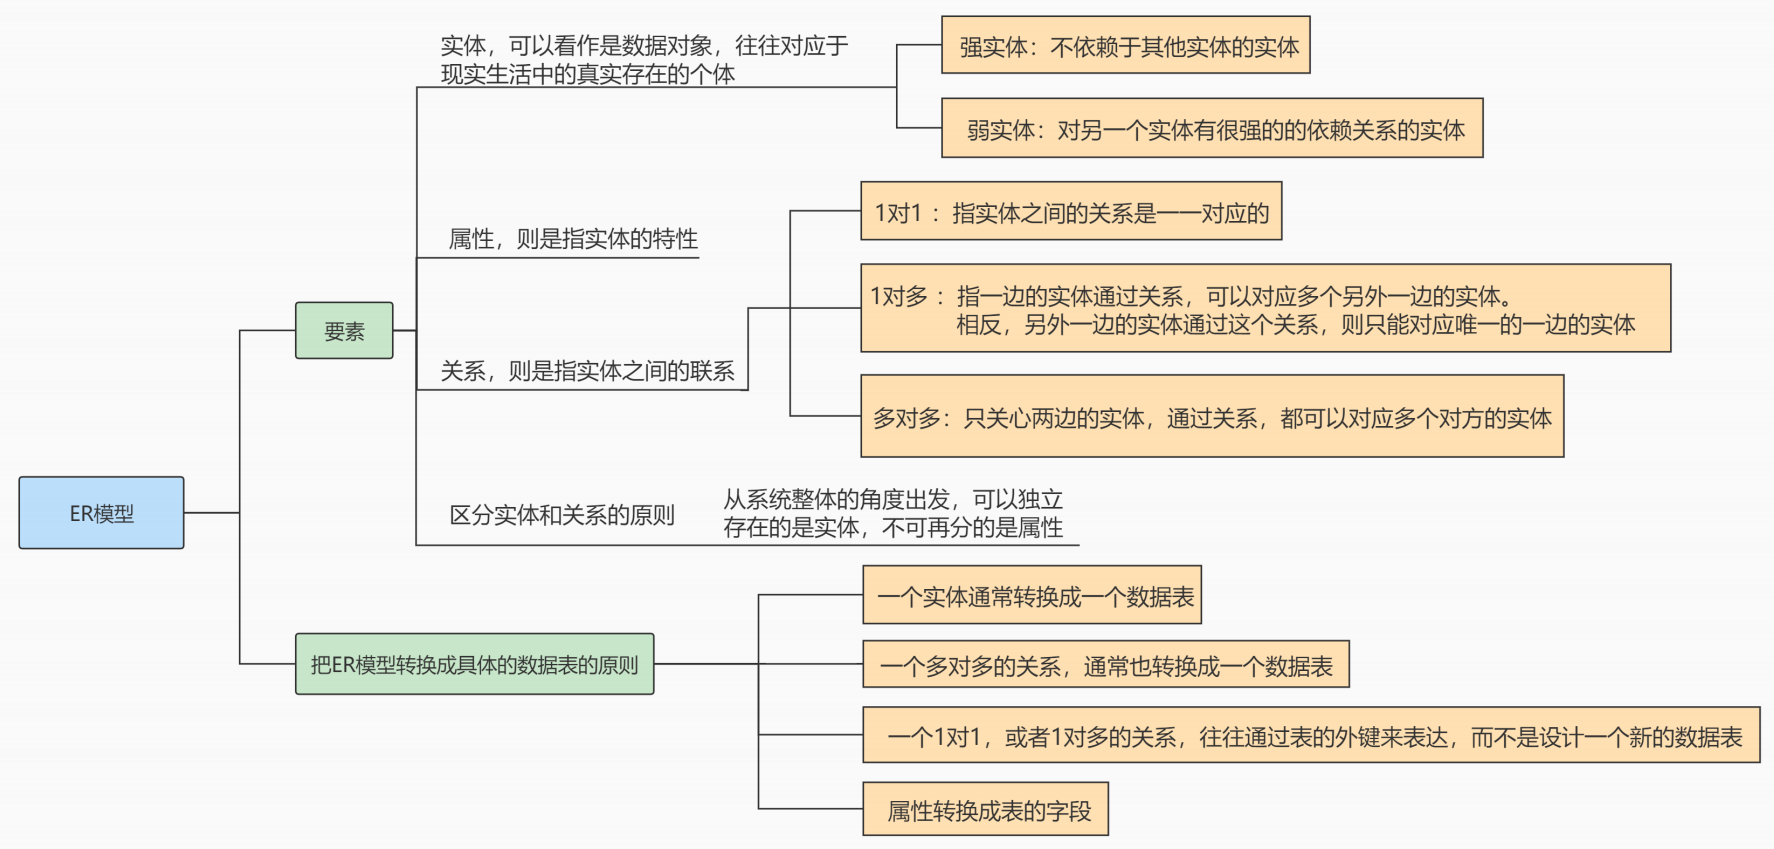 实体，可以看作是数据对象，往往对应于
现实生活中的真实存在的个体
强实体：不依赖于其他实体的实体
弱实体：对另一个实体有很强的的依赖关系的实体
属性，则是指实体的特性
1对1 ：指实体之间的关系是一一对应的
1对多 ：指一边的实体通过关系，可以对应多个另外一边的实体。
相反，另外一边的实体通过这个关系，则只能对应唯一的一边的实体
要素
关系，则是指实体之间的联系
多对多：只关心两边的实体，通过关系，都可以对应多个对方的实体
ER模型
区分实体和关系的原则
从系统整体的角度出发，可以独立
存在的是实体，不可再分的是属性
把ER模型转换成具体的数据表的原则
一个实体通常转换成一个数据表
一个多对多的关系，通常也转换成一个数据表
一个1对1，或者1对多的关系，往往通过表的外键来表达，而不是设计一个新的数据表
属性转换成表的字段